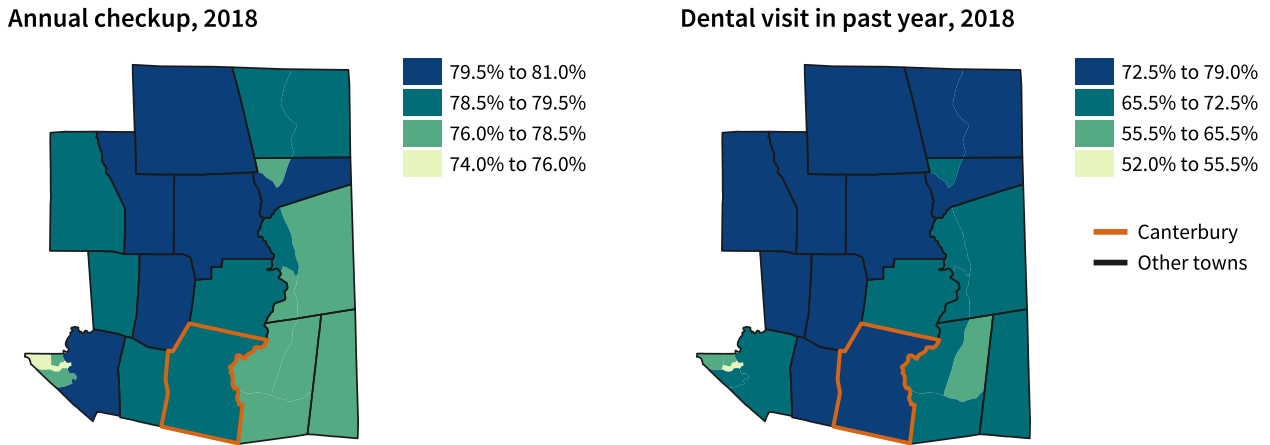 Annual checkup, 2018
79.5% to 81.0%
78.5% to 79.5%
76.0% to 78.5%
74.0% to 76.0%
Dental visit in past year, 2018
72.5% to 79.0%
65.5% to 72.5%
55.5% to 65.5%
52.0% to 55.5%
Canterbury
Other towns